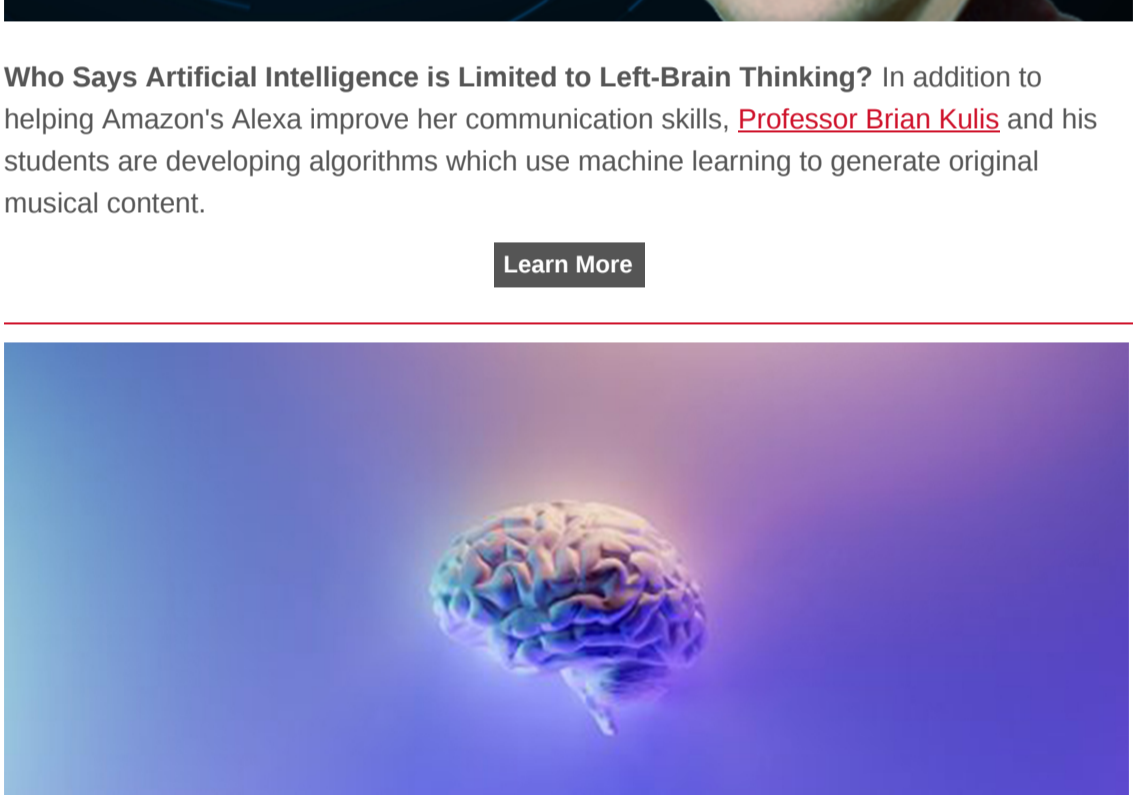 Who Says Artificial Intelligence is Limited to Left-Brain Thinking? In addition to
helping Amazon's Alexa improve her communication skills, Professor Brian Kulis and his
students are developing algorithms which use machine learning to generate original
musical content.
Learn More